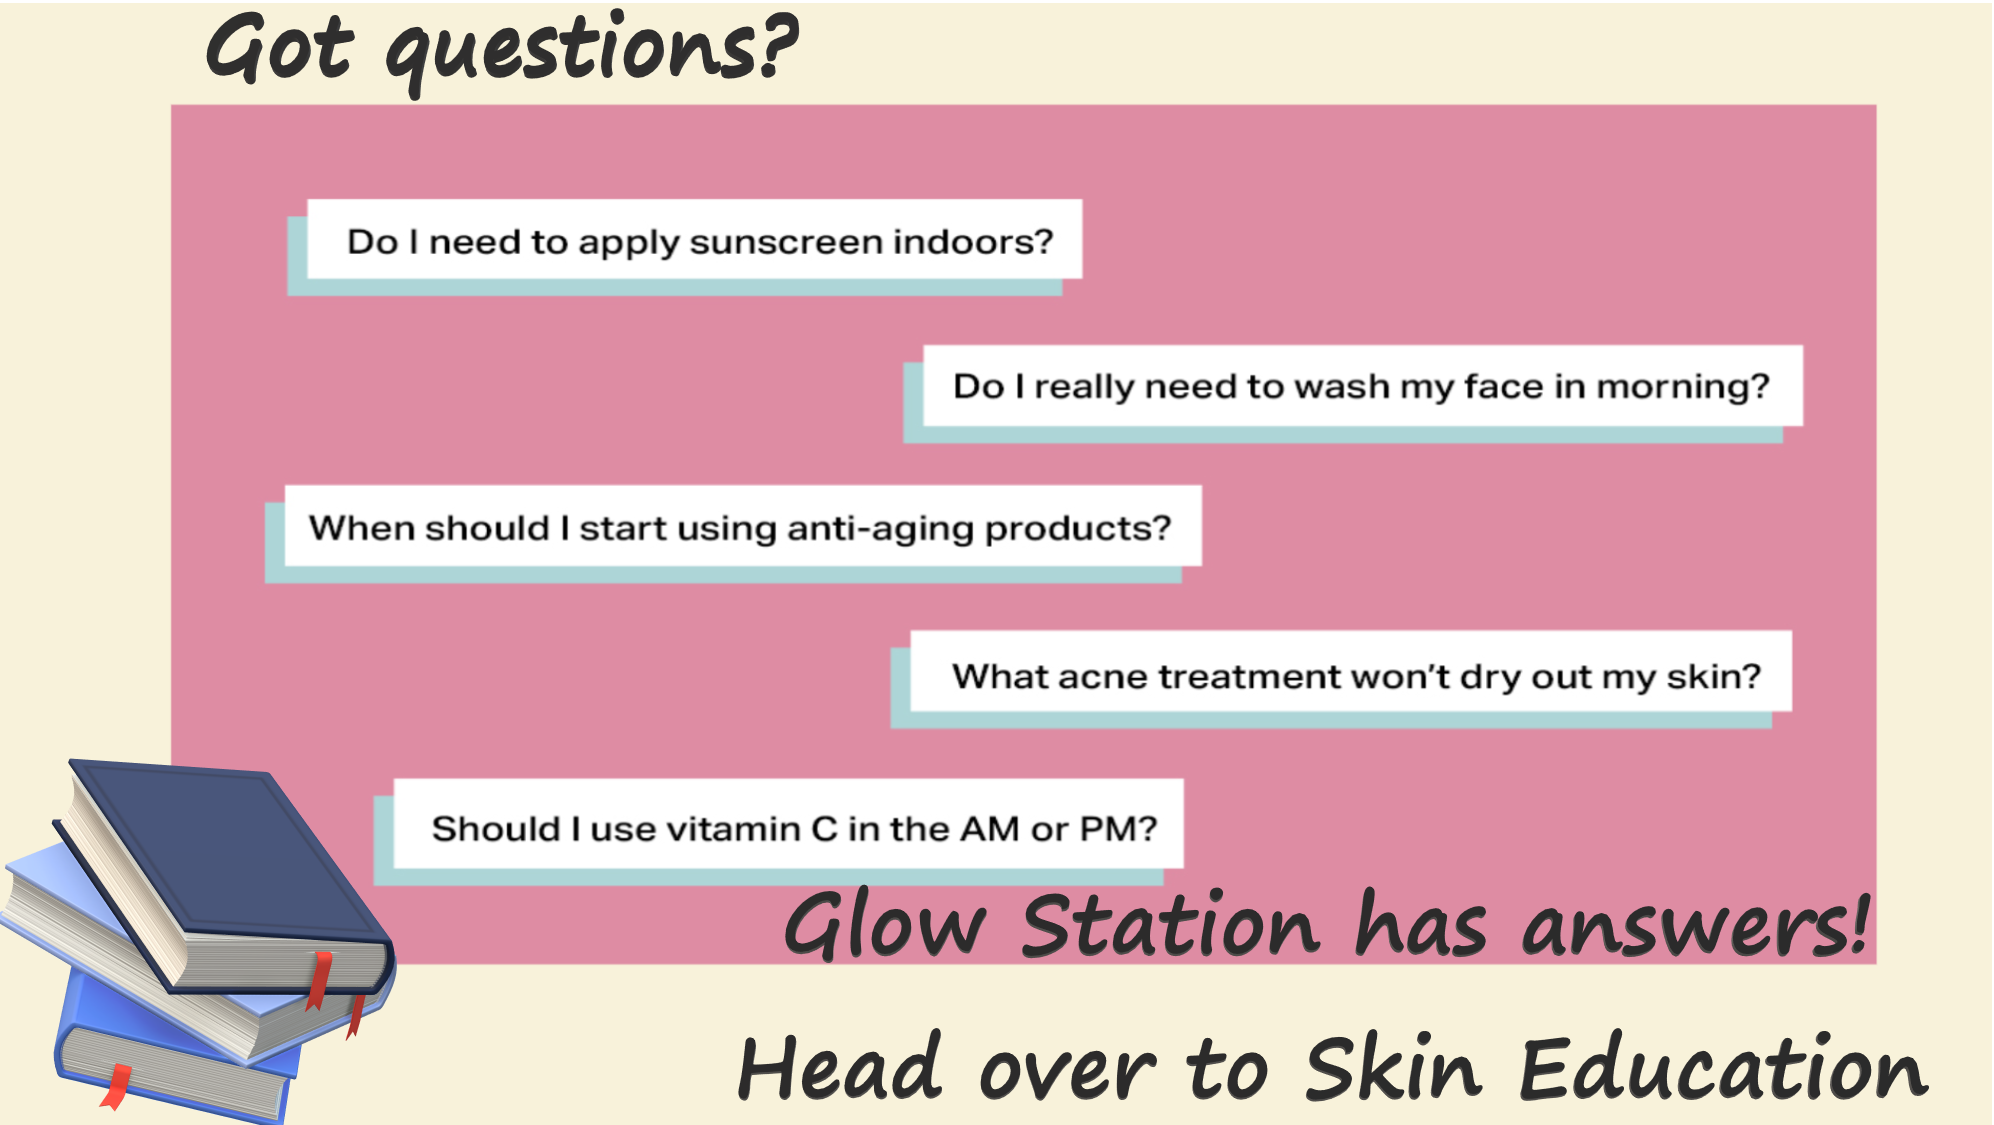 Got questions?
Do I need to apply sunscreen indoors?
Do I really need to wash my face in morning?
When should I start using anti-aging products?
What acne treatment won't dry out my skin?
Should I use vitamin C in the AM or PM?
Glow Station has answers!
Head over to Skin Education